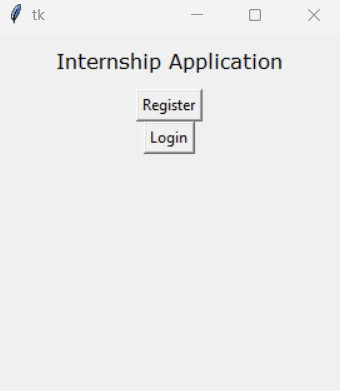 tk
Internship Application
Register
Login